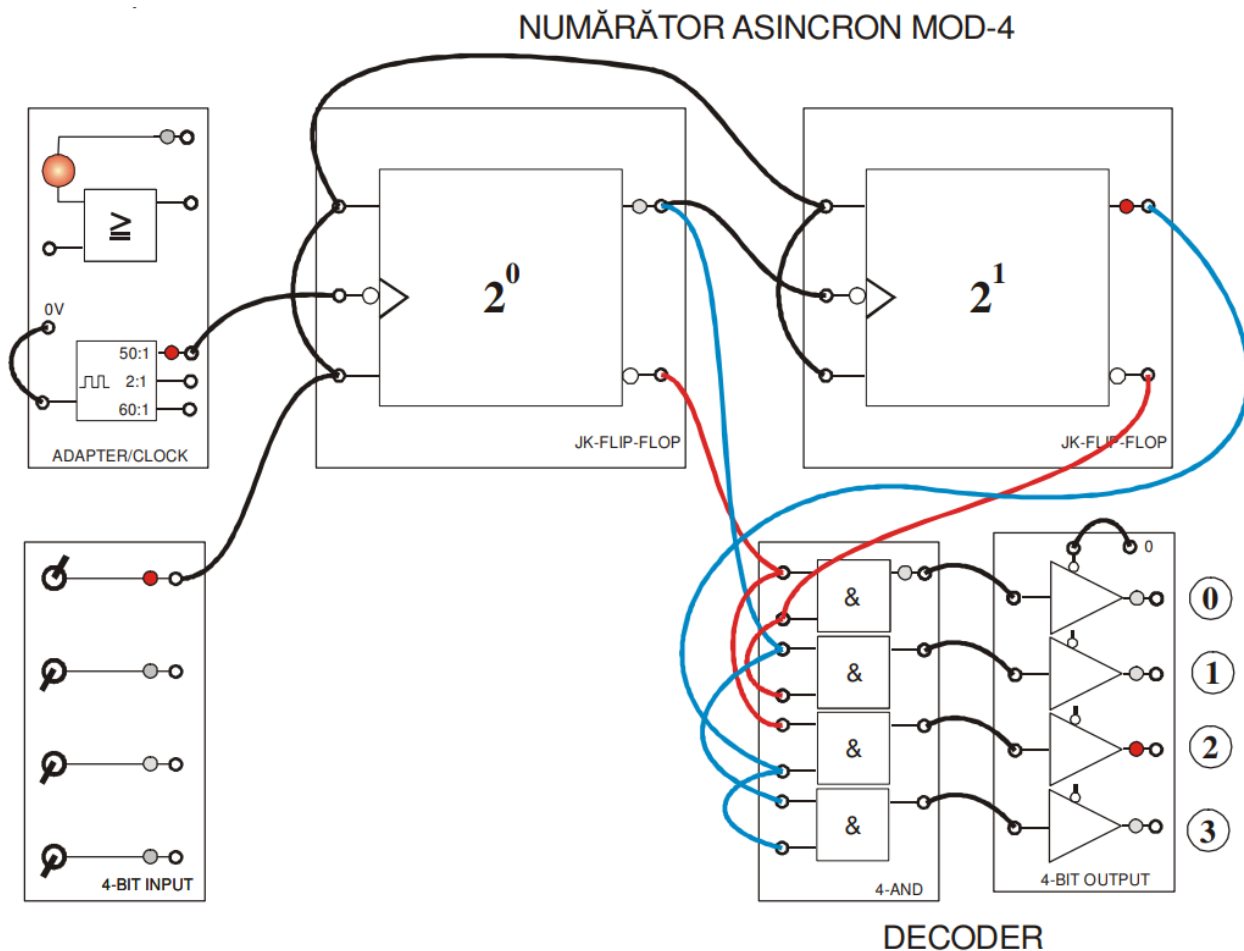 NUMĂRĂTOR ASINCRON MOD-4
≧
0V
50:1
2:1
60:1
ADAPTER/CLOCK
2⁰
JK-FLIP-FLOP
2¹
JK-FLIP-FLOP
4-BIT INPUT
&
&
&
&
4-AND
0
0
1
2
3
4-BIT OUTPUT
DECODER